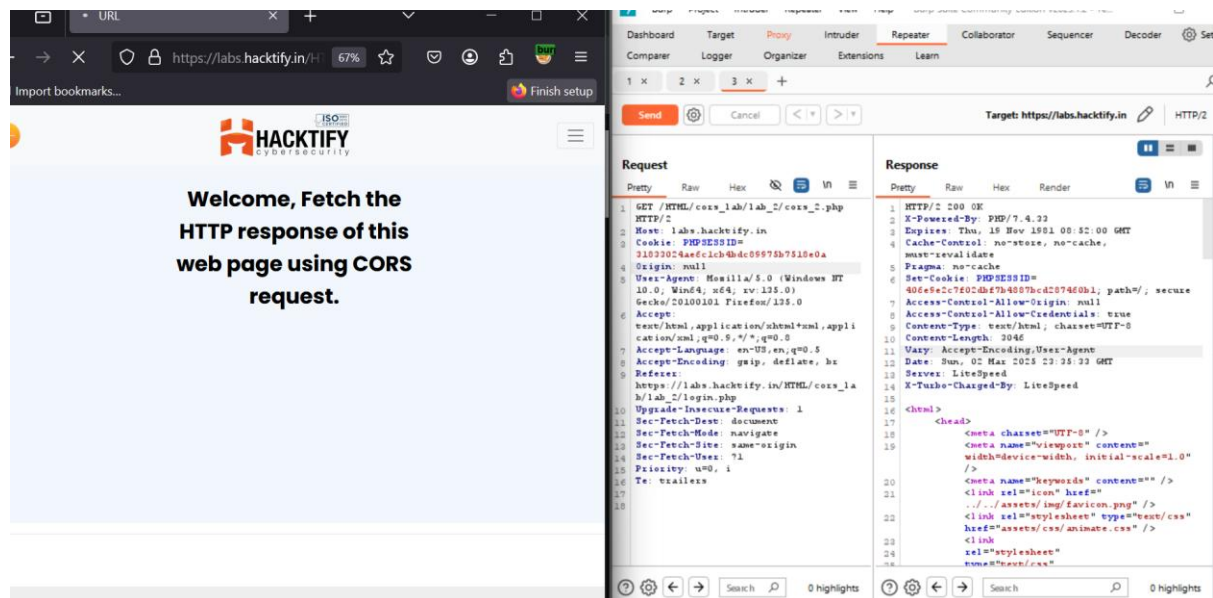 URL
https://labs.hacktify.in/H
67%
Import bookmarks...
Finish setup
ISO
HACKTIFY
cybersecurity
Welcome, Fetch the
HTTP response of this
web page using CORS
request.
Dashboard Target Proxy Intruder Repeater Collaborator Sequencer Decoder Set
Comparer Logger Organizer Extensions Learn
1 × 2 × 3 × +
Send Cancel Target: https://labs.hacktify.in HTTP/2
Request
Pretty Raw Hex
1 GET /HTML/cors_lab/lab_2/cors_2.php
HTTP/2
2 Host: labs.hacktify.in
3 Cookie: PHPSESSID=
31833024ae6c1cb4bdc89975b7518e0a
4 Origin: null
5 User-Agent: Mozilla/5.0 (Windows NT
10.0; Win64; x64; rv:135.0)
Gecko/20100101 Firefox/135.0
6 Accept:
text/html,application/xhtml+xml,appli
cation/xml;q=0.9,*/*;q=0.8
7 Accept-Language: en-US,en;q=0.5
8 Accept-Encoding: gzip, deflate, br
9 Referer:
https://labs.hacktify.in/HTML/cors_la
b/lab_2/login.php
10 Upgrade-Insecure-Requests: 1
11 Sec-Fetch-Dest: document
12 Sec-Fetch-Mode: navigate
13 Sec-Fetch-Site: same-origin
14 Sec-Fetch-User: ?1
15 Priority: u=0, i
16 Te: trailers
17
18
Search 0 highlights
Response
Pretty Raw Hex Render
1 HTTP/2 200 OK
2 X-Powered-By: PHP/7.4.33
3 Expires: Thu, 19 Nov 1981 08:52:00 GMT
4 Cache-Control: no-store, no-cache,
must-revalidate
5 Pragma: no-cache
6 Set-Cookie: PHPSESSID=
406e9e2c7f02dbf7b4887bcd287460b1; path=/; secure
7 Access-Control-Allow-Origin: null
8 Access-Control-Allow-Credentials: true
9 Content-Type: text/html; charset=UTF-8
10 Content-Length: 3046
11 Vary: Accept-Encoding,User-Agent
12 Date: Sun, 02 Mar 2025 23:35:33 GMT
13 Server: LiteSpeed
14 X-Turbo-Charged-By: LiteSpeed
15
16 <html>
17 <head>
18 <meta charset="UTF-8" />
19 <meta name="viewport" content="
width=device-width, initial-scale=1.0"
/>
20 <meta name="keywords" content="" />
21 <link rel="icon" href="
../../assets/img/favicon.png" />
22 <link rel="stylesheet" type="text/css"
href="assets/css/animate.css" />
23 <link
24 rel="stylesheet"
type="text/css"
Search 0 highlights